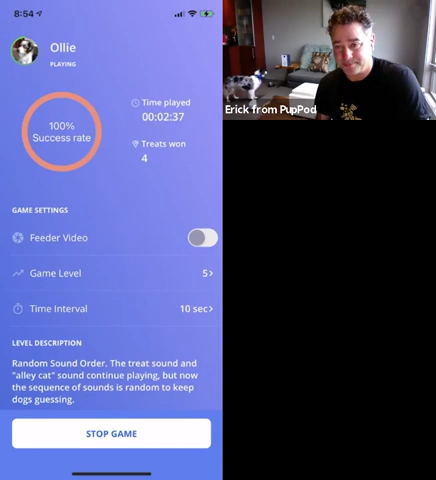 8:54
Ollie
PLAYING
100%
Success rate
Time played
00:02:37
Treats won
4
GAME SETTINGS
Feeder Video
Game Level 5
Time Interval 10 sec
LEVEL DESCRIPTION
Random Sound Order. The treat sound and
"alley cat" sound continue playing, but now
the sequence of sounds is random to keep
dogs guessing.
STOP GAME
Erick from PupPod